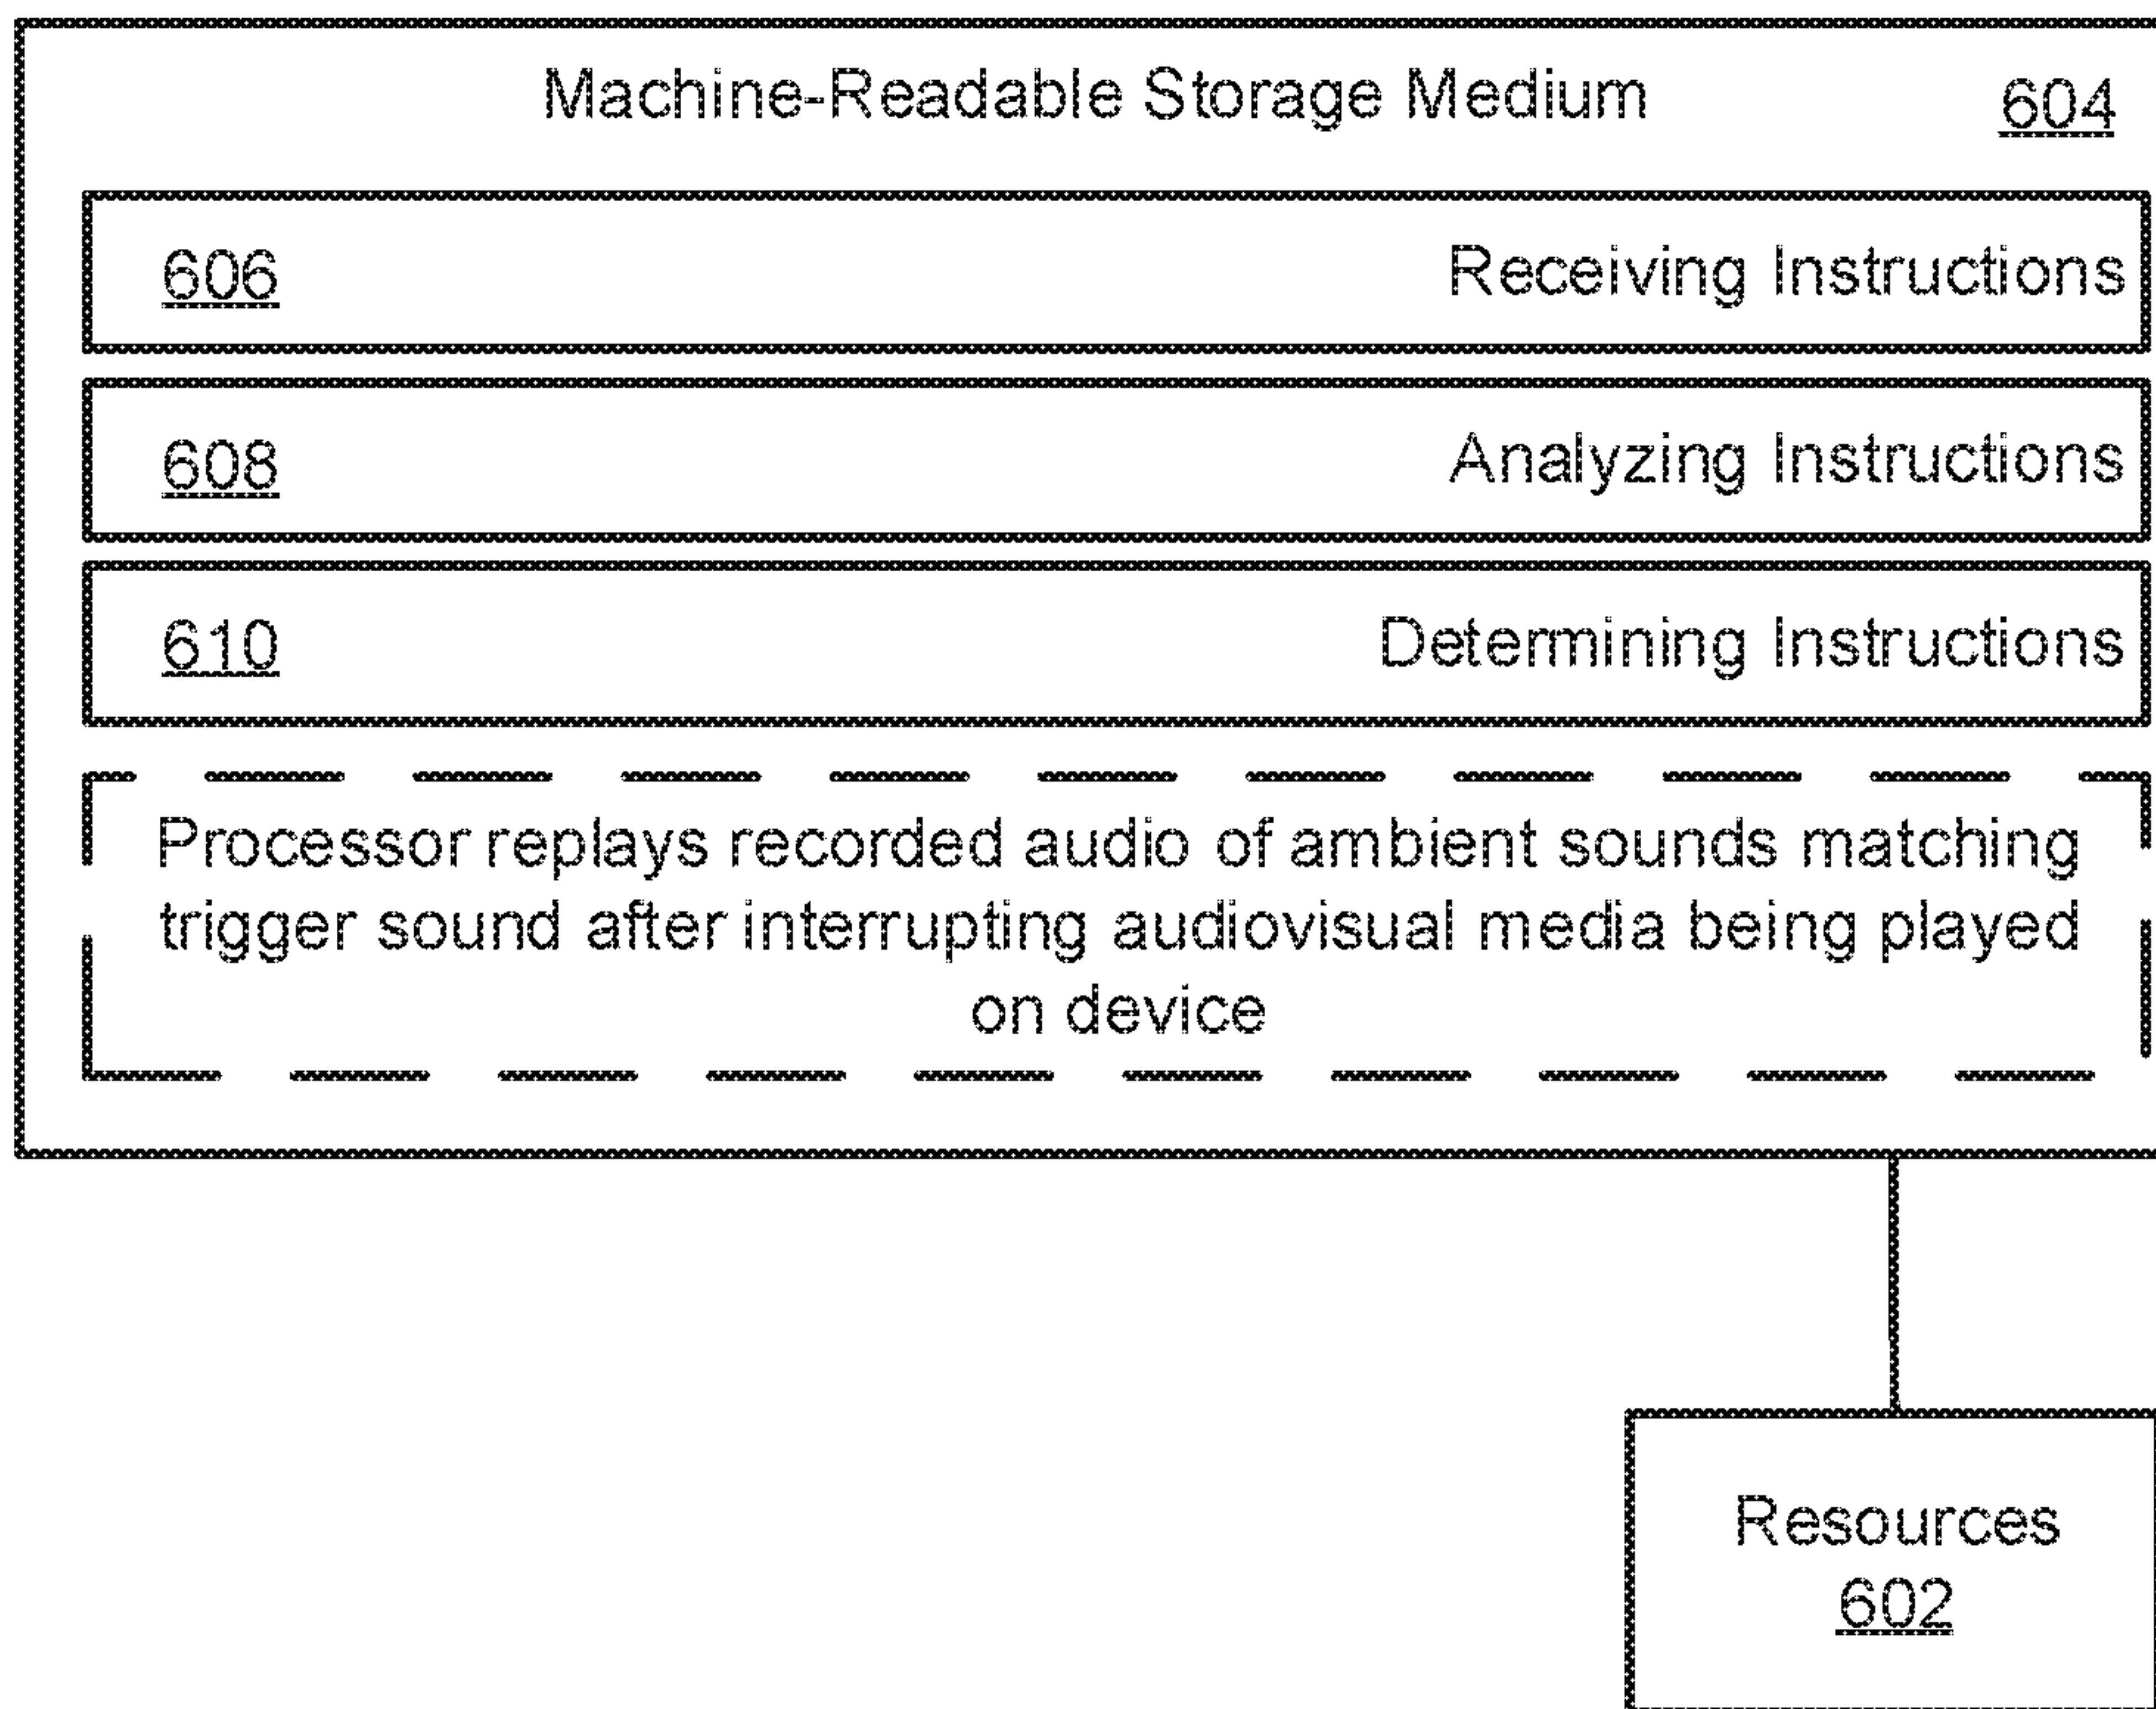 Machine-Readable Storage Medium 604
606 Receiving Instructions
608 Analyzing Instructions
610 Determining Instructions
Processor replays recorded audio of ambient sounds matching
trigger sound after interrupting audiovisual media being played
on device
Resources
602